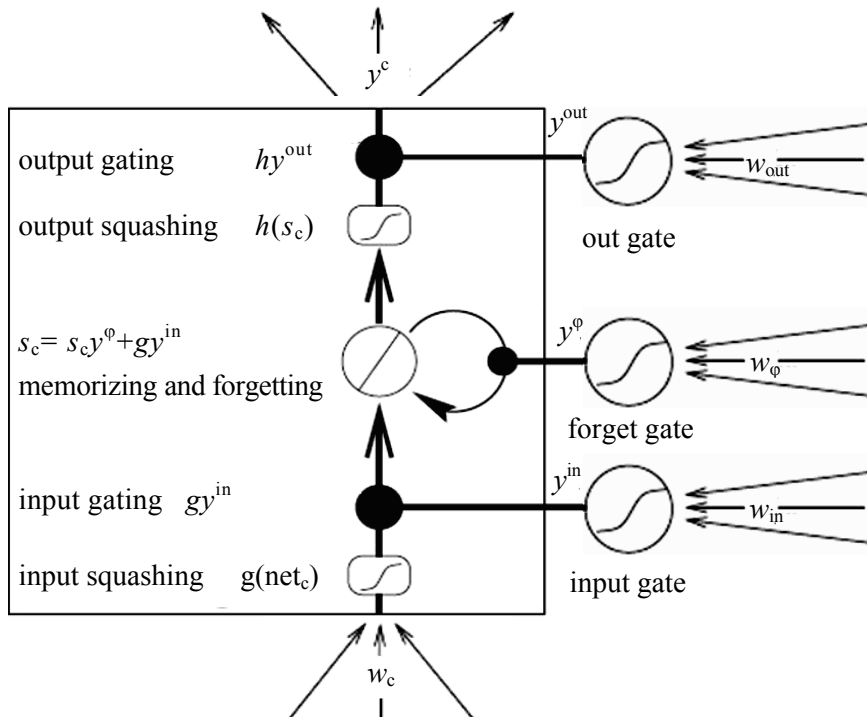 y^c
y^out
output gating hy^out
w_out
output squashing h(s_c)
out gate
s_c= s_c y^φ+gy^in
y^φ
w_φ
memorizing and forgetting
forget gate
input gating gy^in
y^in
w_in
input squashing g(net_c)
input gate
w_c